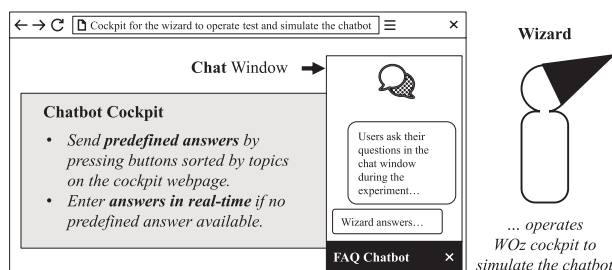 Cockpit for the wizard to operate test and simulate the chatbot
Chat Window
Chatbot Cockpit
• Send predefined answers by
pressing buttons sorted by topics
on the cockpit webpage.
• Enter answers in real-time if no
predefined answer available.
Users ask their
questions in the
chat window
during the
experiment…
Wizard answers…
FAQ Chatbot
Wizard
… operates
WOz cockpit to
simulate the chatbot